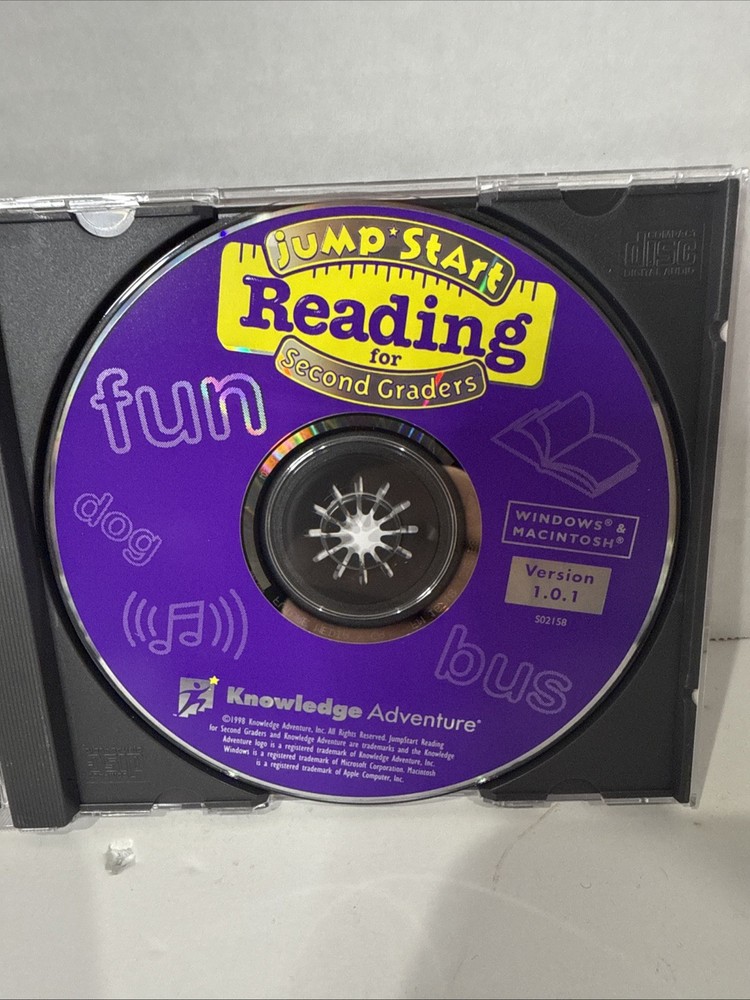 JumpStart
Reading
for
Second Graders
fun
dog
WINDOWS® &
MACINTOSH®
Version
1.0.1
S02158
bus
Knowledge Adventure®
©1998 Knowledge Adventure, Inc. All Rights Reserved. JumpStart Reading
for Second Graders and Knowledge Adventure are trademarks and the Knowledge
Adventure logo is a registered trademark of Knowledge Adventure, Inc.
Windows is a registered trademark of Microsoft Corporation. Macintosh
is a registered trademark of Apple Computer, Inc.
COMPACT
disc
DIGITAL AUDIO